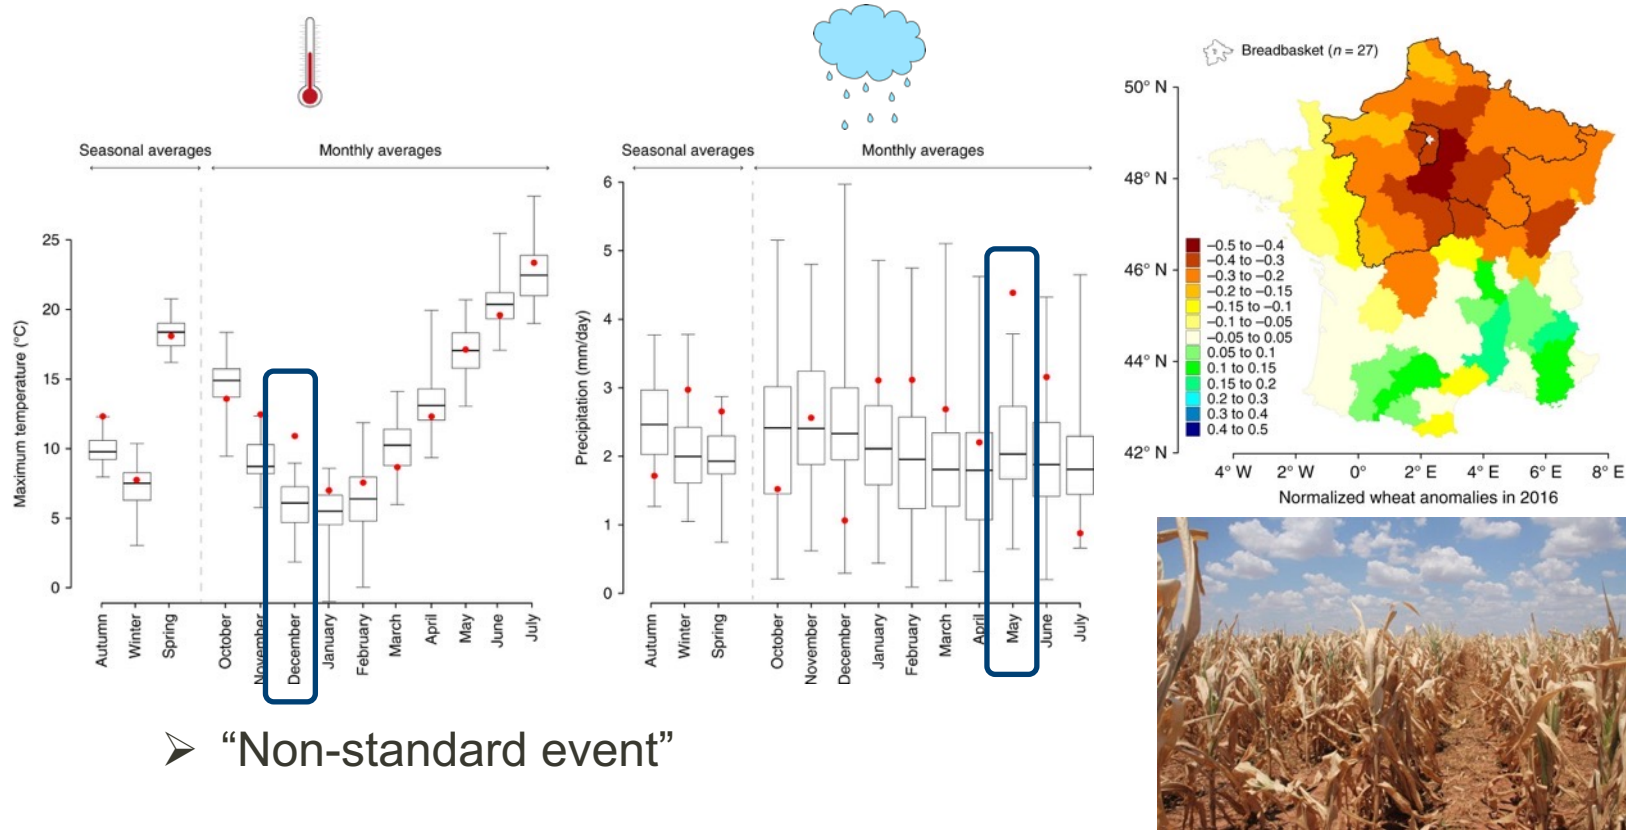 Seasonal averages
Monthly averages
Maximum temperature (°C)
25
20
15
10
5
0
Autumn
Winter
Spring
October
November
December
January
February
March
April
May
June
July
Seasonal averages
Monthly averages
Precipitation (mm/day)
6
5
4
3
2
1
0
Autumn
Winter
Spring
October
November
December
January
February
March
April
May
June
July
Breadbasket (n = 27)
50° N
48° N
46° N
44° N
42° N
−0.5 to −0.4
−0.4 to −0.3
−0.3 to −0.2
−0.2 to −0.15
−0.15 to −0.1
−0.1 to −0.05
−0.05 to 0.05
0.05 to 0.1
0.1 to 0.15
0.15 to 0.2
0.2 to 0.3
0.3 to 0.4
0.4 to 0.5
4° W
2° W
0°
2° E
4° E
6° E
8° E
Normalized wheat anomalies in 2016
➢ “Non-standard event”